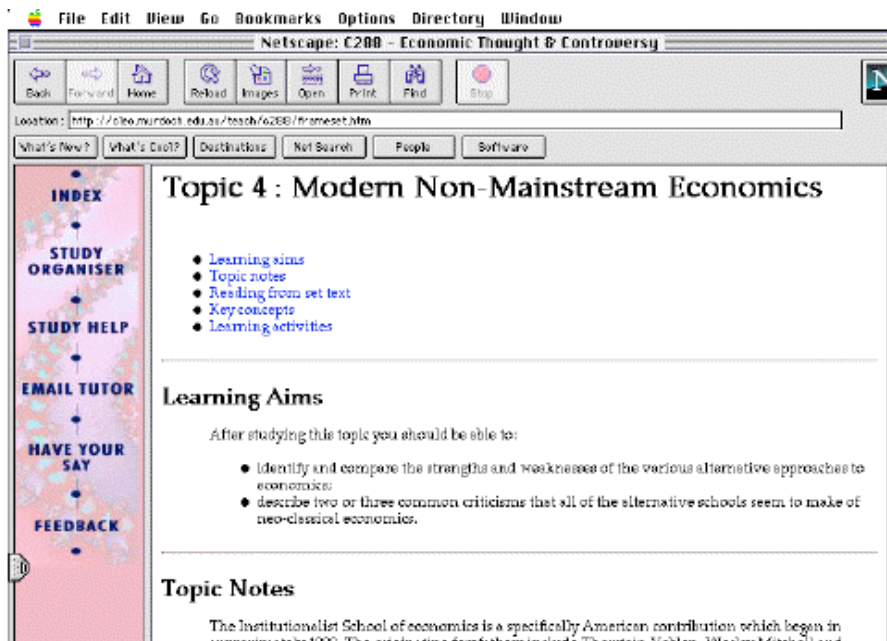 File Edit View Go Bookmarks Options Directory Window
Netscape: C288 - Economic Thought & Controversy
Back Forward Home Reload Images Open Print Find Stop
N
Location: http://cleo.murdoch.edu.au/teach/c288/frameset.htm
What's New? What's Cool? Destinations Net Search People Software
INDEX
STUDY
ORGANISER
STUDY HELP
EMAIL TUTOR
HAVE YOUR
SAY
FEEDBACK
Topic 4 : Modern Non-Mainstream Economics
Learning aims
Topic notes
Reading from set text
Key concepts
Learning activities
Learning Aims
After studying this topic you should be able to:
identify and compare the strengths and weaknesses of the various alternative approaches to
economics;
describe two or three common criticisms that all of the alternative schools seem to make of
neo-classical economics.
Topic Notes
The Institutionalist School of economics is a specifically American contribution which began in